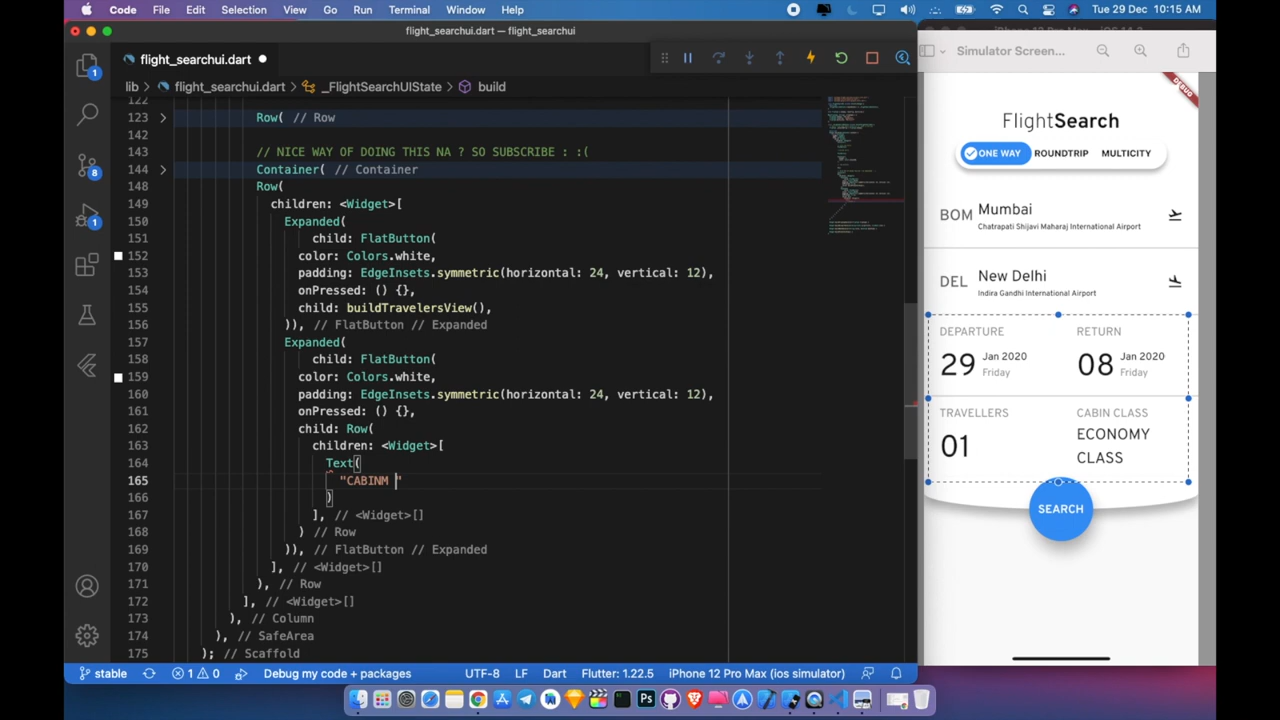 Code File Edit Selection View Go Run Terminal Window Help Tue 29 Dec 10:15 AM
flight_searchui.dart — flight_searchui
Simulator Screen...
flight_searchui.dart
lib > flight_searchui.dart > _FlightSearchUIState > build
122
123 Row( // Row
142
143 // NICE WAY OF DOING THIS NA ? SO SUBSCRIBE : :(
144 Container( // Container
148 Row(
149 children: <Widget>[
150 Expanded(
151 child: FlatButton(
152 color: Colors.white,
153 padding: EdgeInsets.symmetric(horizontal: 24, vertical: 12),
154 onPressed: () {},
155 child: buildTravelersView(),
156 )), // FlatButton // Expanded
157 Expanded(
158 child: FlatButton(
159 color: Colors.white,
160 padding: EdgeInsets.symmetric(horizontal: 24, vertical: 12),
161 onPressed: () {},
162 child: Row(
163 children: <Widget>[
164 Text(
165 "CABINM "
166 )
167 ], // <Widget>[]
168 ) // Row
169 )), // FlatButton // Expanded
170 ], // <Widget>[]
171 ), // Row
172 ], // <Widget>[]
173 ), // Column
174 ), // SafeArea
175 ); // Scaffold
1
8
1
stable 1 0 Debug my code + packages UTF-8 LF Dart Flutter: 1.22.5 iPhone 12 Pro Max (ios simulator)
DEBUG
FlightSearch
ONE WAY ROUNDTRIP MULTICITY
BOM Mumbai
Chatrapati Shijavi Maharaj International Airport
DEL New Delhi
Indira Gandhi International Airport
DEPARTURE RETURN
29 Jan 2020 Friday 08 Jan 2020 Friday
TRAVELLERS CABIN CLASS
01 ECONOMY
CLASS
SEARCH
Ps